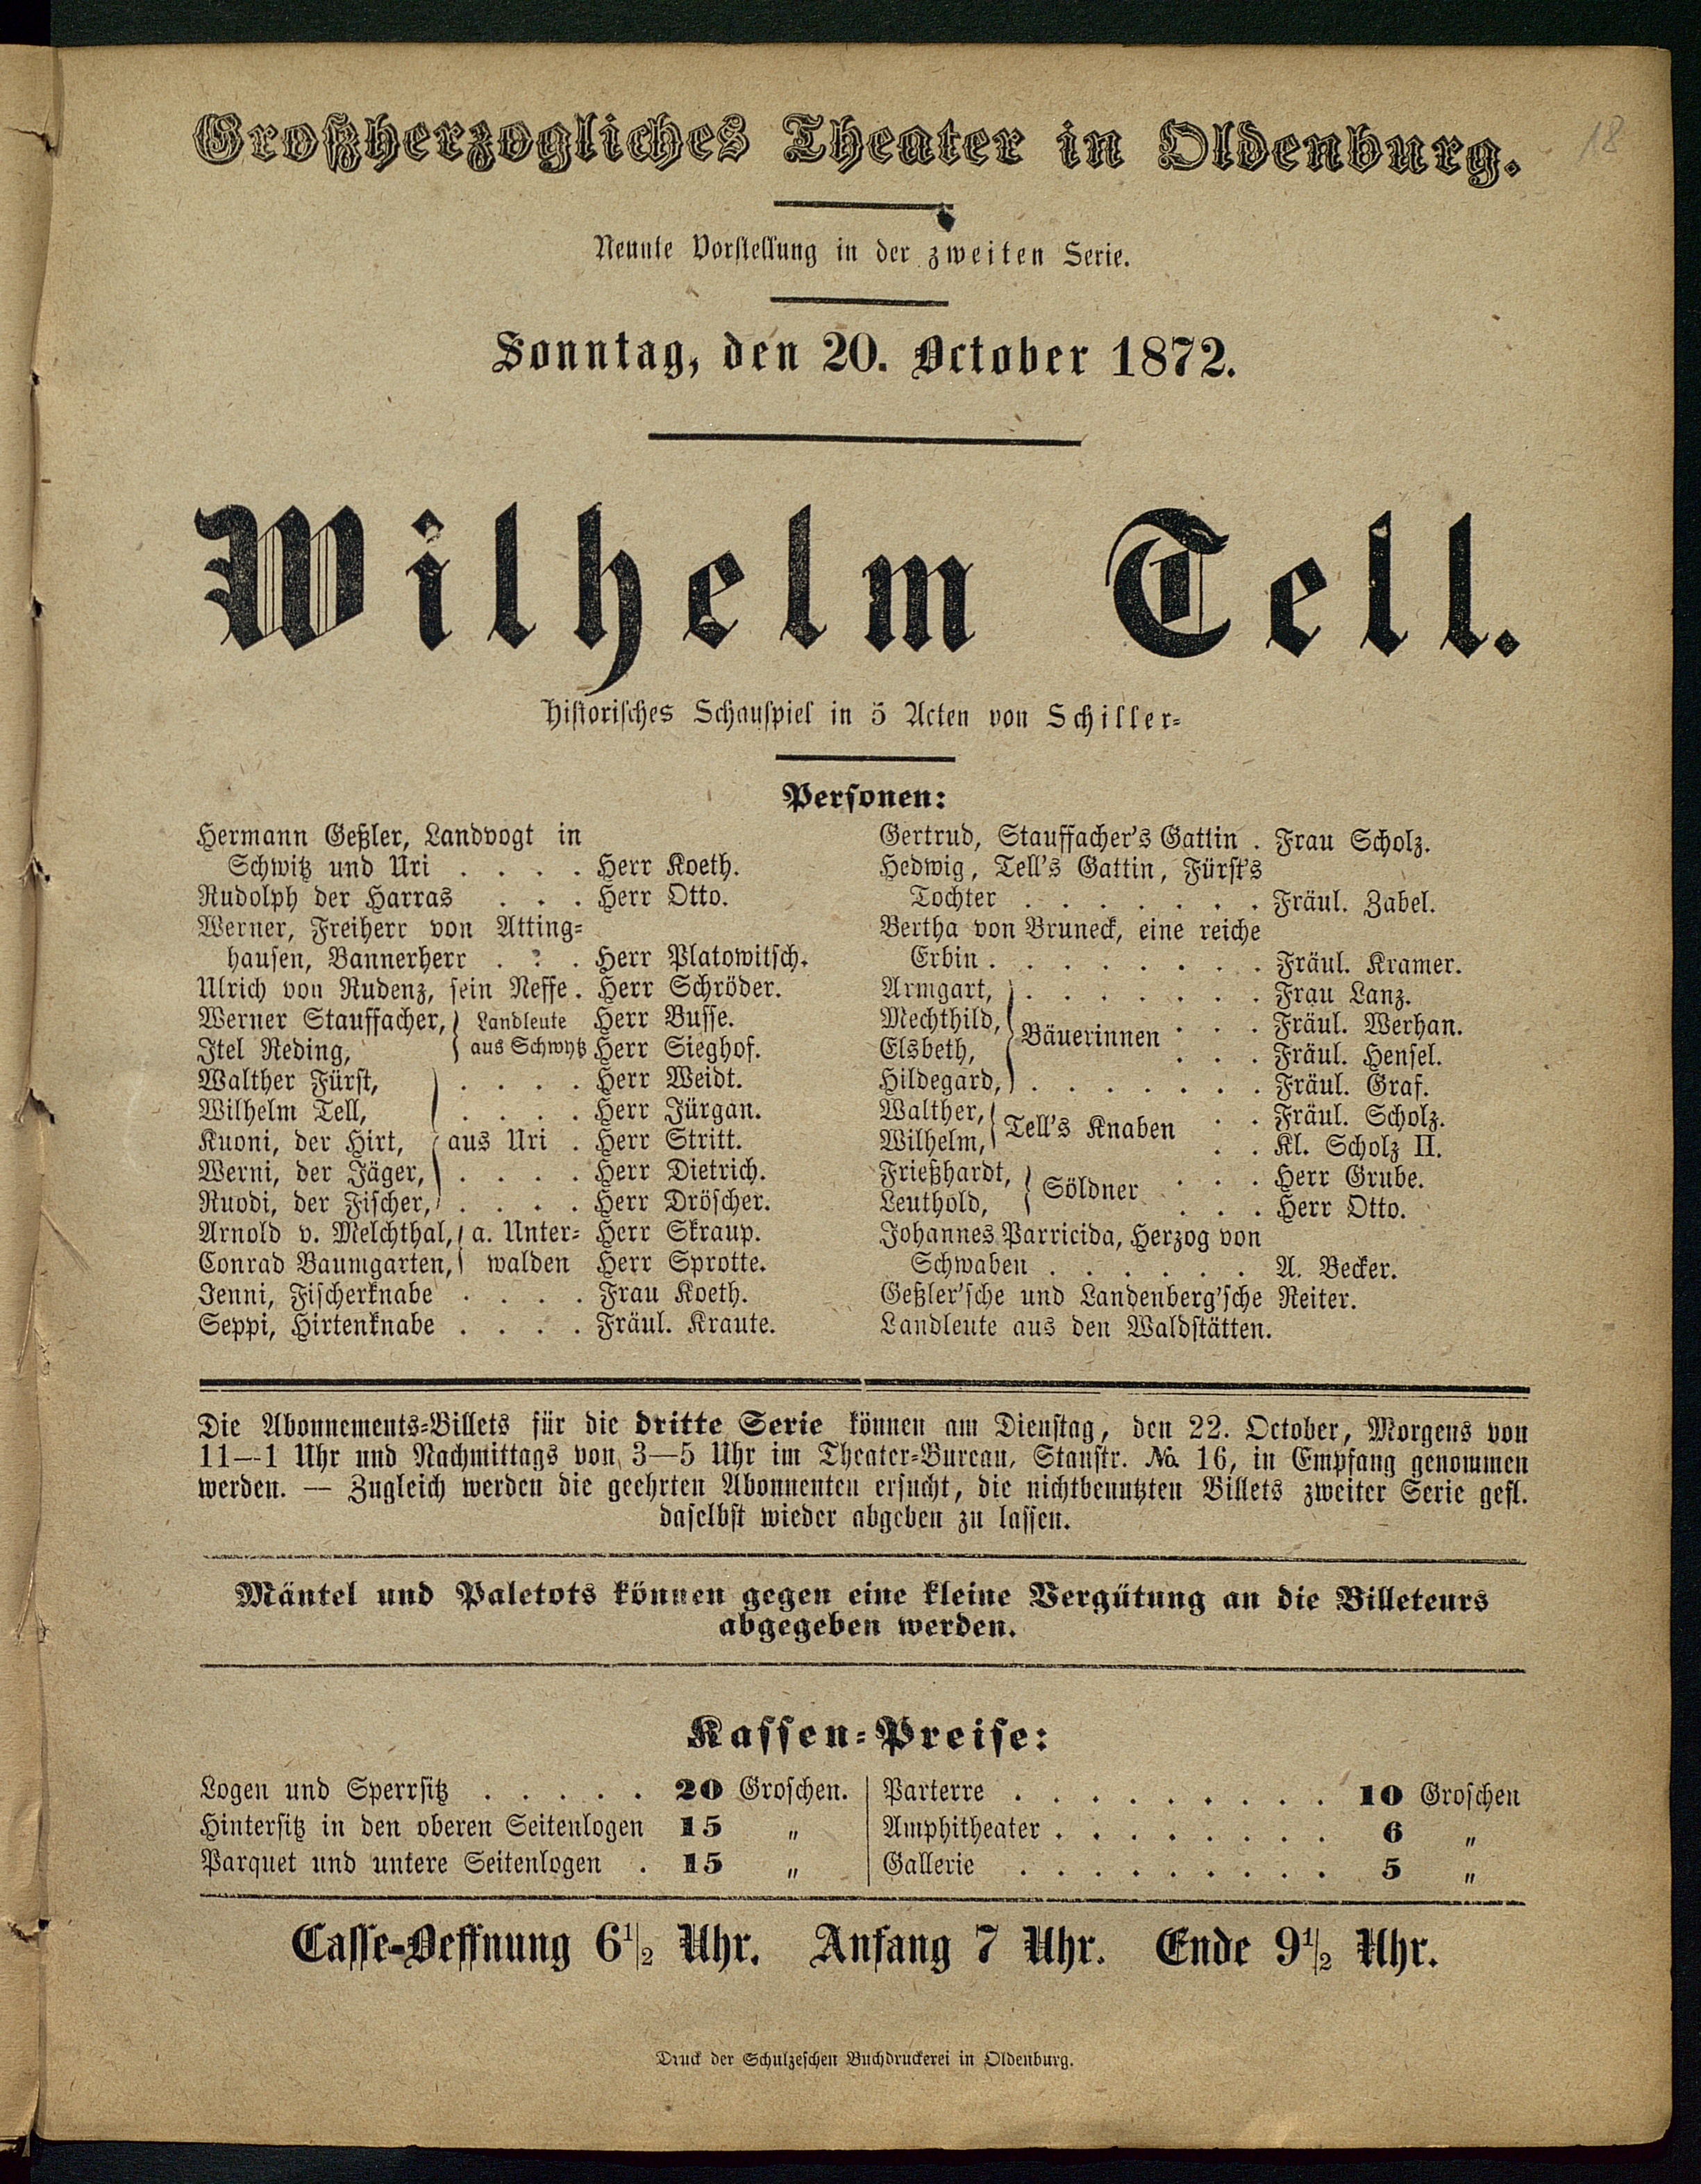 18
Großherzogliches Theater in Oldenburg.
Neunte Vorstellung in der zweiten Serie.
Sonntag, den 20. October 1872.
Wilhelm Tell.
Historisches Schauspiel in 5 Acten von Schiller-
Personen:
Hermann Geßler, Landvogt in
Schwitz und Uri . . . . Herr Koeth.
Rudolph der Harras . . . Herr Otto.
Werner, Freiherr von Atting-
hausen, Bannerherr . . . Herr Platowitsch.
Ulrich von Rudenz, sein Neffe . Herr Schröder.
Werner Stauffacher, } Landleute Herr Busse.
Itel Reding, } aus Schwytz Herr Sieghof.
Walther Fürst, . . . . Herr Weidt.
Wilhelm Tell, . . . . Herr Jürgan.
Kuoni, der Hirt, } aus Uri . Herr Stritt.
Werni, der Jäger, . . . . Herr Dietrich.
Ruodi, der Fischer, . . . . Herr Dröscher.
Arnold v. Melchthal, } a. Unter- Herr Skraup.
Conrad Baumgarten, } walden Herr Sprotte.
Jenni, Fischerknabe . . . . Frau Koeth.
Seppi, Hirtenknabe . . . . Fräul. Kraute.
Gertrud, Stauffacher's Gattin . Frau Scholz.
Hedwig, Tell's Gattin, Fürst's
Tochter . . . . . . . Fräul. Zabel.
Bertha von Bruneck, eine reiche
Erbin . . . . . . . . Fräul. Kramer.
Armgart, . . . . . . . Frau Lanz.
Mechthild, } Bäuerinnen . . . Fräul. Werhan.
Elsbeth, . . . Fräul. Hensel.
Hildegard, . . . . . . . Fräul. Graf.
Walther, } Tell's Knaben . . Fräul. Scholz.
Wilhelm, . . Kl. Scholz II.
Frießhardt, } Söldner . . . Herr Grube.
Leuthold, . . . Herr Otto.
Johannes Parricida, Herzog von
Schwaben . . . . . . A. Becker.
Geßler'sche und Landenberg'sche Reiter.
Landleute aus den Waldstätten.
Die Abonnements-Billets für die dritte Serie können am Dienstag, den 22. October, Morgens von
11—1 Uhr und Nachmittags von 3—5 Uhr im Theater-Bureau, Staustr. № 16, in Empfang genommen
werden. — Zugleich werden die geehrten Abonnenten ersucht, die nichtbenutzten Billets zweiter Serie gefl.
daselbst wieder abgeben zu lassen.
Mäntel und Paletots können gegen eine kleine Vergütung an die Billeteurs
abgegeben werden.
Kassen-Preise:
Logen und Sperrsitz . . . . . 20 Groschen.
Hintersitz in den oberen Seitenlogen 15 "
Parquet und untere Seitenlogen . 15 "
Parterre . . . . . . . . . 10 Groschen
Amphitheater . . . . . . . . 6 "
Gallerie . . . . . . . . . 5 "
Casse-Oeffnung 6½ Uhr. Anfang 7 Uhr. Ende 9½ Uhr.
Druck der Schulzeschen Buchdruckerei in Oldenburg.